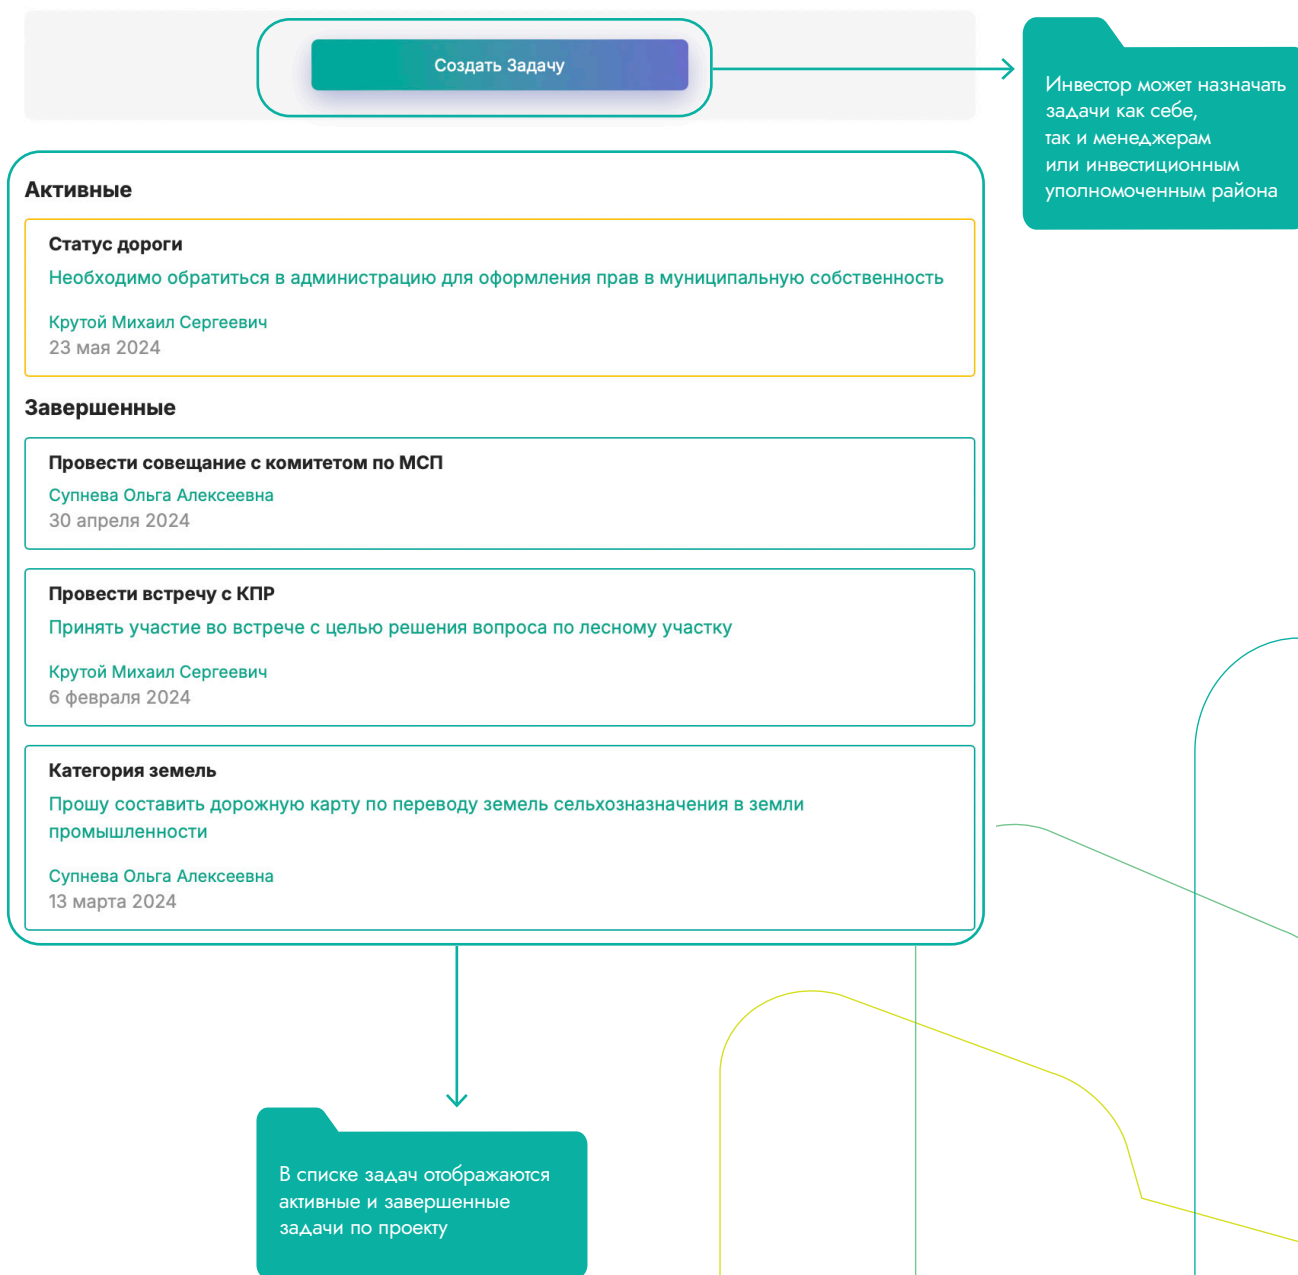 Создать Задачу
Инвестор может назначать
задачи как себе,
так и менеджерам
или инвестиционным
уполномоченным района
Активные
Статус дороги
Необходимо обратиться в администрацию для оформления прав в муниципальную собственность
Крутой Михаил Сергеевич
23 мая 2024
Завершенные
Провести совещание с комитетом по МСП
Супнева Ольга Алексеевна
30 апреля 2024
Провести встречу с КПР
Принять участие во встрече с целью решения вопроса по лесному участку
Крутой Михаил Сергеевич
6 февраля 2024
Категория земель
Прошу составить дорожную карту по переводу земель сельхозназначения в земли
промышленности
Супнева Ольга Алексеевна
13 марта 2024
В списке задач отображаются
активные и завершенные
задачи по проекту